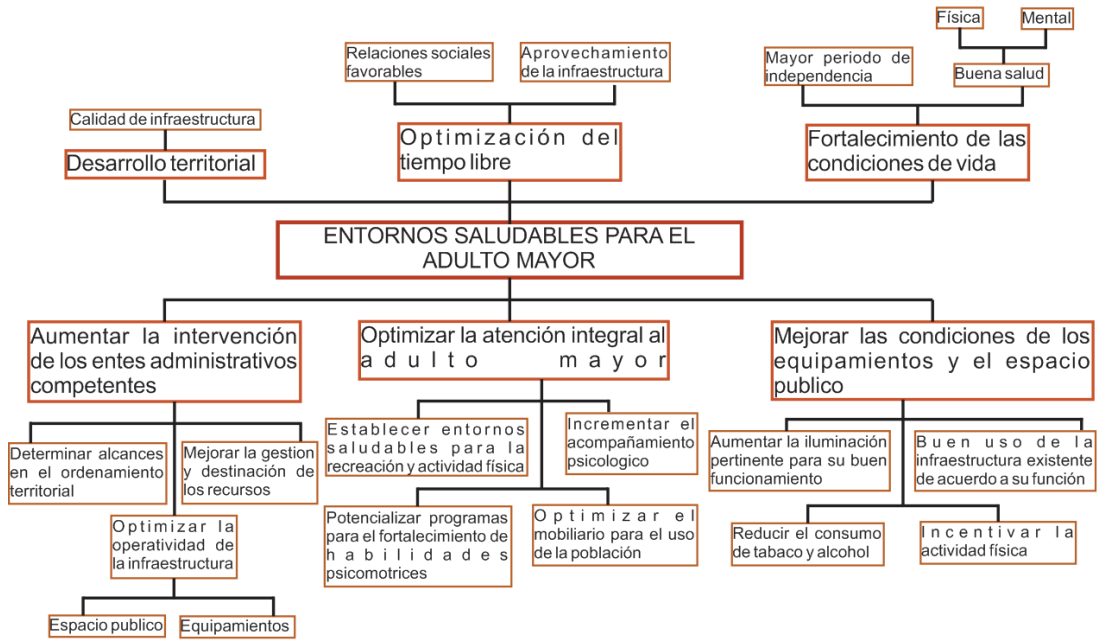 Física
Mental
Relaciones sociales
favorables
Aprovechamiento
de la infraestructura
Mayor periodo de
independencia
Buena salud
Calidad de infraestructura
Desarrollo territorial
Optimización del
tiempo libre
Fortalecimiento de las
condiciones de vida
ENTORNOS SALUDABLES PARA EL
ADULTO MAYOR
Aumentar la intervención
de los entes administrativos
competentes
Optimizar la atención integral al
adulto mayor
Mejorar las condiciones de los
equipamientos y el espacio
publico
Determinar alcances
en el ordenamiento
territorial
Mejorar la gestion
y destinación de
los recursos
Optimizar la
operatividad de
la infraestructura
Espacio publico
Equipamientos
Establecer entornos
saludables para la
recreación y actividad física
Incrementar el
acompañamiento
psicologico
Potencializar programas
para el fortalecimiento de
habilidades
psicomotrices
Optimizar el
mobiliario para el uso
de la población
Aumentar la iluminación
pertinente para su buen
funcionamiento
Buen uso de la
infraestructura existente
de acuerdo a su función
Reducir el consumo
de tabaco y alcohol
Incentivar la
actividad física